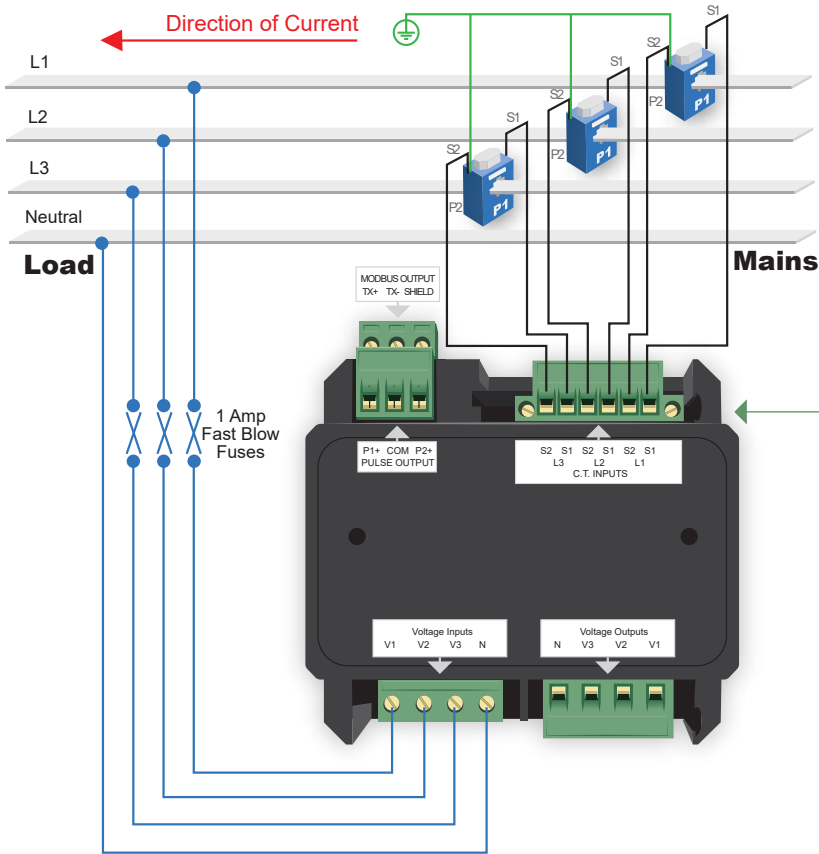 Direction of Current
S1
S2
S1
S2
P2
P1
L1
S1
S2
P2
P1
L2
S2
P2
P1
L3
Neutral
Load
Mains
MODBUS OUTPUT
TX+ TX- SHIELD
1 Amp
Fast Blow
Fuses
P1+ COM P2+
PULSE OUTPUT
S2 S1 S2 S1 S2 S1
L3 L2 L1
C.T. INPUTS
Voltage Inputs
V1 V2 V3 N
Voltage Outputs
N V3 V2 V1